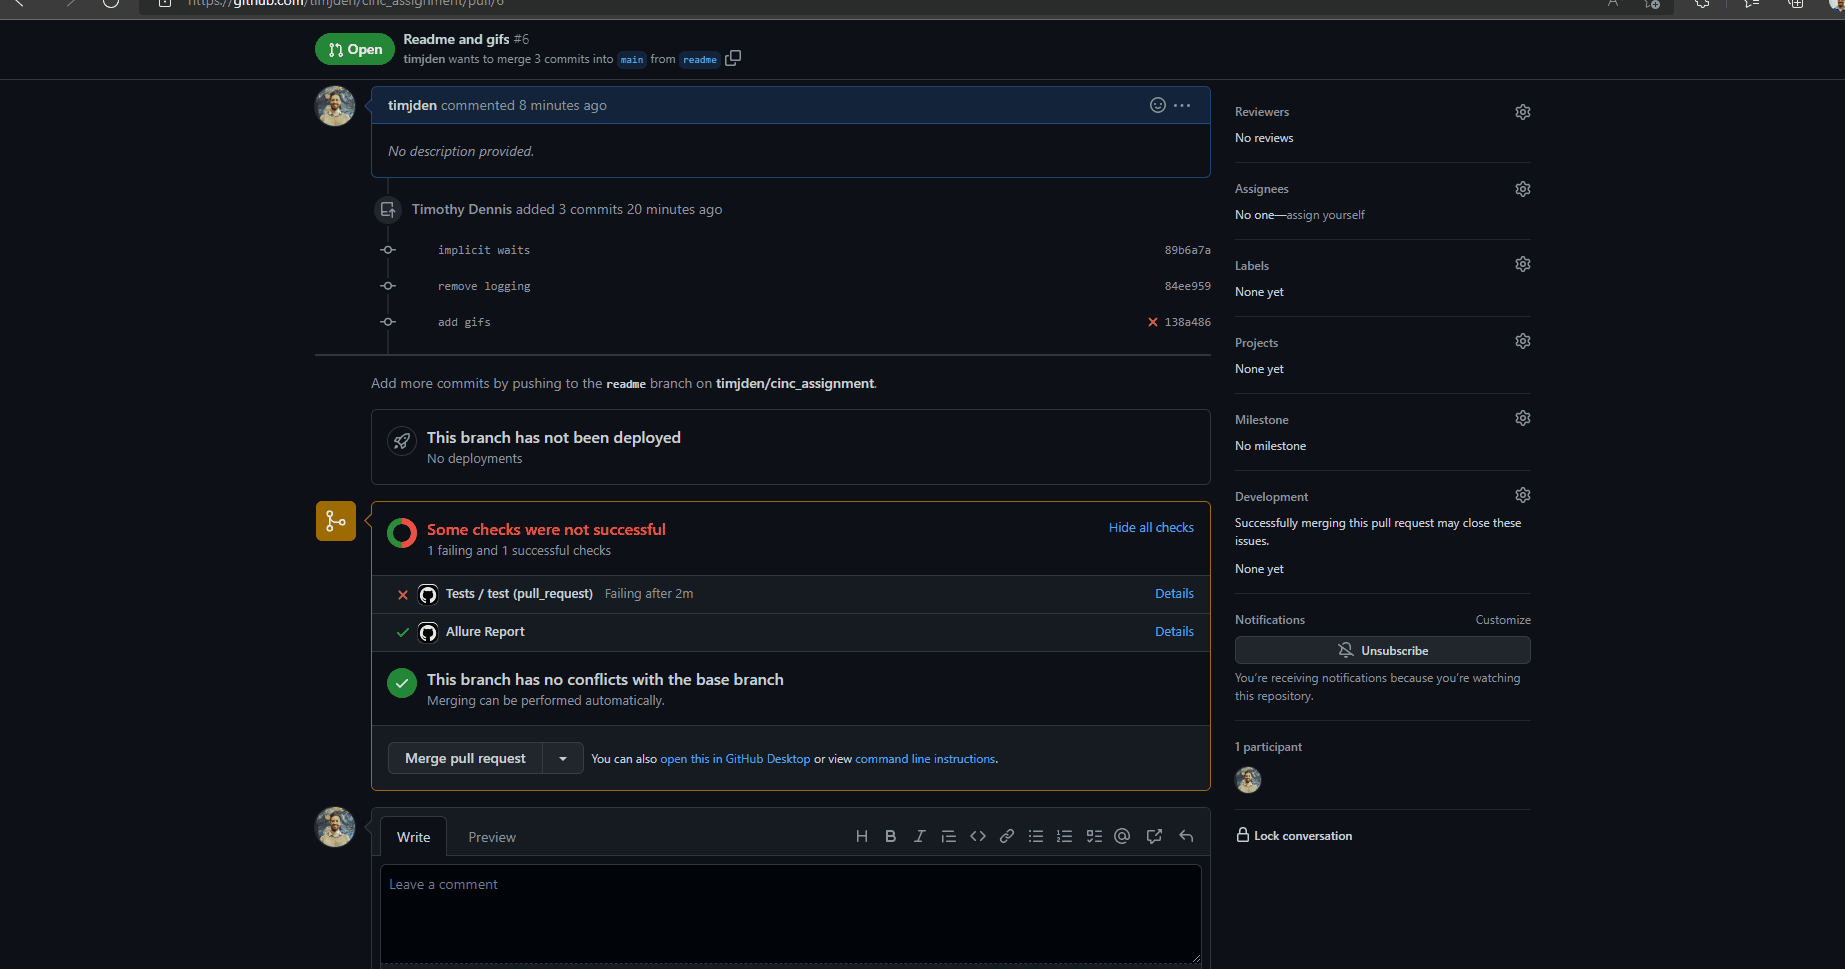 https://github.com/timjden/cinc_assignment/pull/6
Open
Readme and gifs #6
timjden wants to merge 3 commits into main from readme
timjden commented 8 minutes ago
No description provided.
Timothy Dennis added 3 commits 20 minutes ago
implicit waits 89b6a7a
remove logging 84ee959
add gifs 138a486
Add more commits by pushing to the readme branch on timjden/cinc_assignment.
This branch has not been deployed
No deployments
Some checks were not successful
Hide all checks
1 failing and 1 successful checks
Tests / test (pull_request) Failing after 2m Details
Allure Report Details
This branch has no conflicts with the base branch
Merging can be performed automatically.
Merge pull request
You can also open this in GitHub Desktop or view command line instructions.
Write Preview
Leave a comment
Reviewers
No reviews
Assignees
No one—assign yourself
Labels
None yet
Projects
None yet
Milestone
No milestone
Development
Successfully merging this pull request may close these
issues.
None yet
Notifications Customize
Unsubscribe
You're receiving notifications because you're watching
this repository.
1 participant
Lock conversation